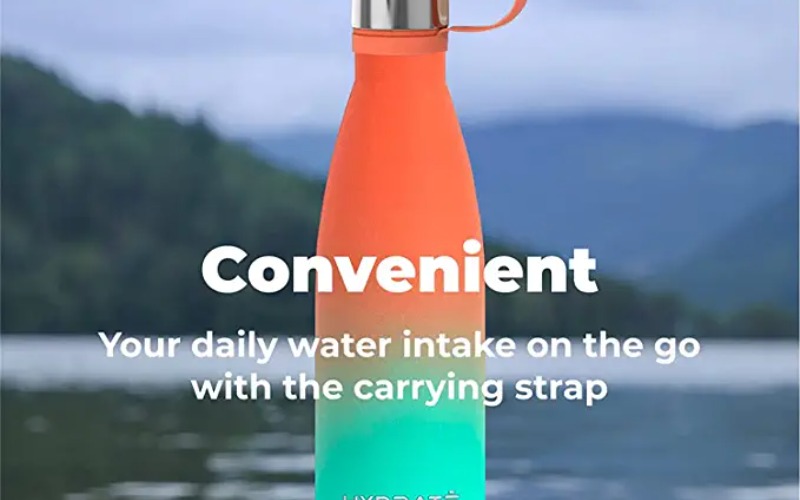 Convenient
Your daily water intake on the go
with the carrying strap